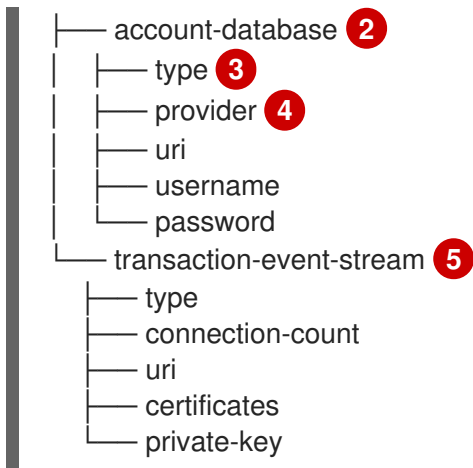 ├── account-database 2
│ ├── type 3
│ ├── provider 4
│ ├── uri
│ ├── username
│ └── password
└── transaction-event-stream 5
├── type
├── connection-count
├── uri
├── certificates
└── private-key